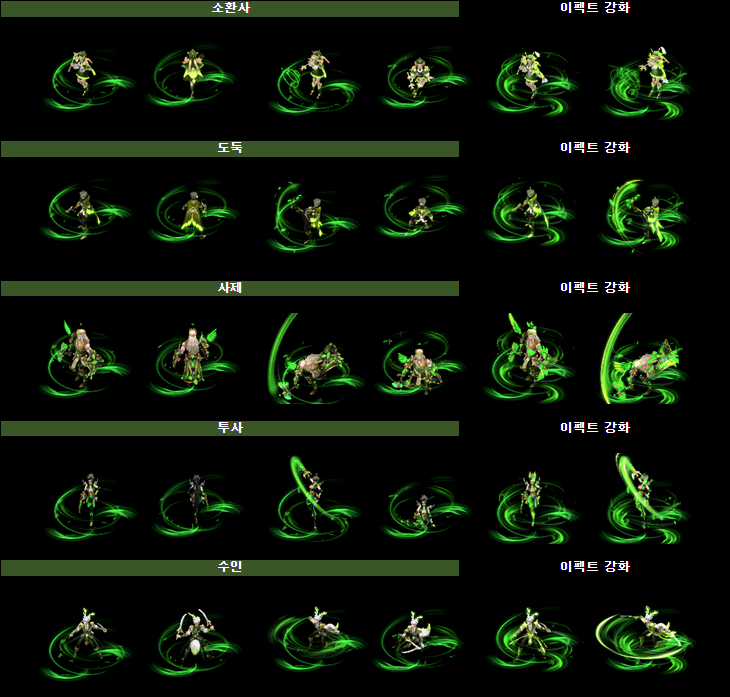 소환사 이펙트 강화
도둑 이펙트 강화
사제 이펙트 강화
투사 이펙트 강화
수인 이펙트 강화